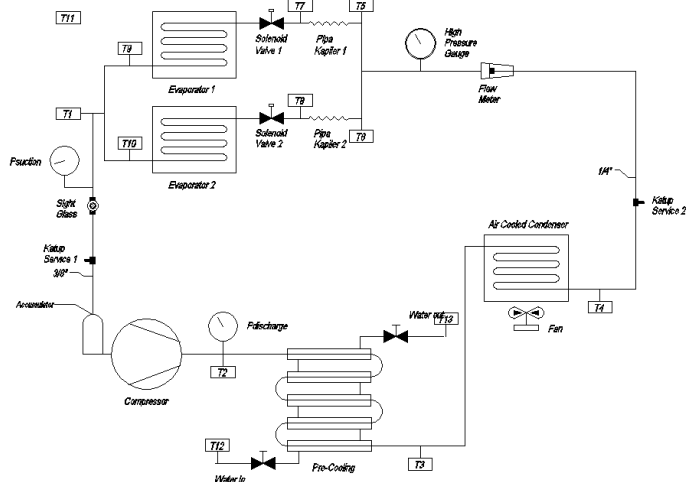 T11
T7
T5
T9
Solenoid
Valve 1
Pipa
Kapiler 1
High
Pressure
Gauge
Evaporator 1
Flow
Meter
T1
T9
T10
Solenoid
Valve 2
Pipa
Kapiler 2
T6
Psuction
Evaporator 2
1/4"
Sight
Glass
Katup
Service 2
Air Cooled Condenser
Katup
Service 1
3/8"
Accumulator
T4
Fan
Water out
T13
Pdischarge
T2
Compressor
T12
Water In
Pre-Cooling
T3